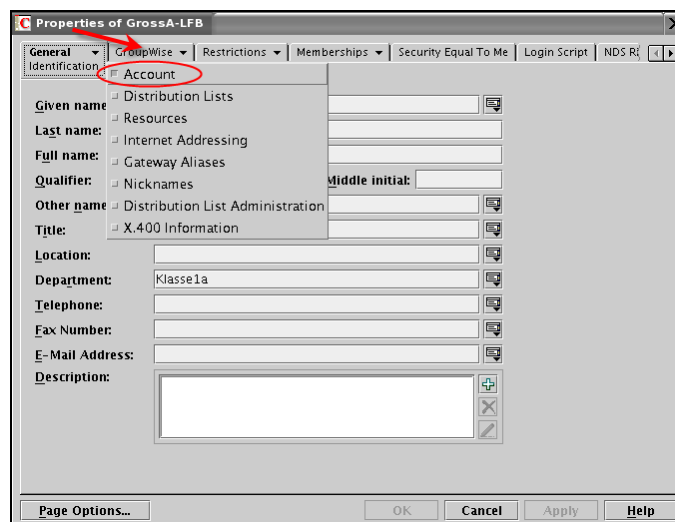 Properties of GrossA-LFB
General GroupWise Restrictions Memberships Security Equal To Me Login Script NDS Ri
Identification
Account
Distribution Lists
Resources
Internet Addressing
Gateway Aliases
Nicknames
Distribution List Administration
X.400 Information
Given name
Last name:
Full name:
Qualifier: Middle initial:
Other name
Title:
Location:
Department: Klasse1a
Telephone:
Fax Number:
E-Mail Address:
Description:
Page Options... OK Cancel Apply Help